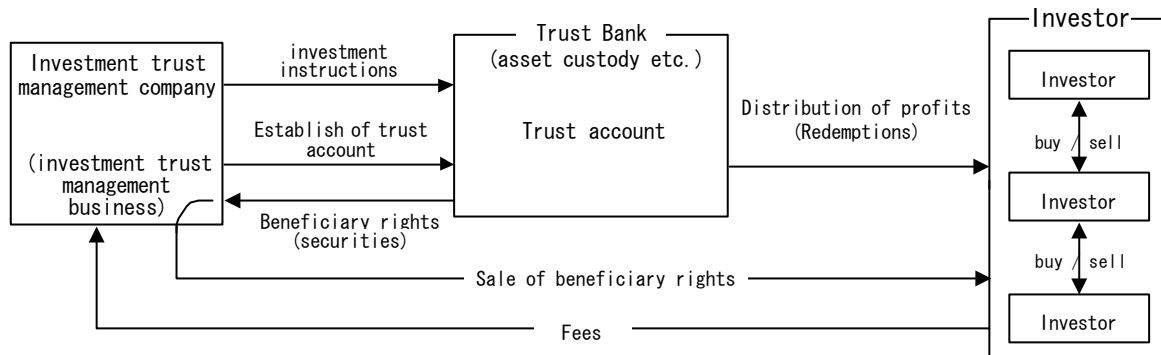 Investment trust
management company
(investment trust
management
business)
investment
instructions
Establish of trust
account
Beneficiary rights
(securities)
Trust Bank
(asset custody etc.)
Trust account
Distribution of profits
(Redemptions)
Investor
Investor
buy / sell
Investor
buy / sell
Investor
Sale of beneficiary rights
Fees